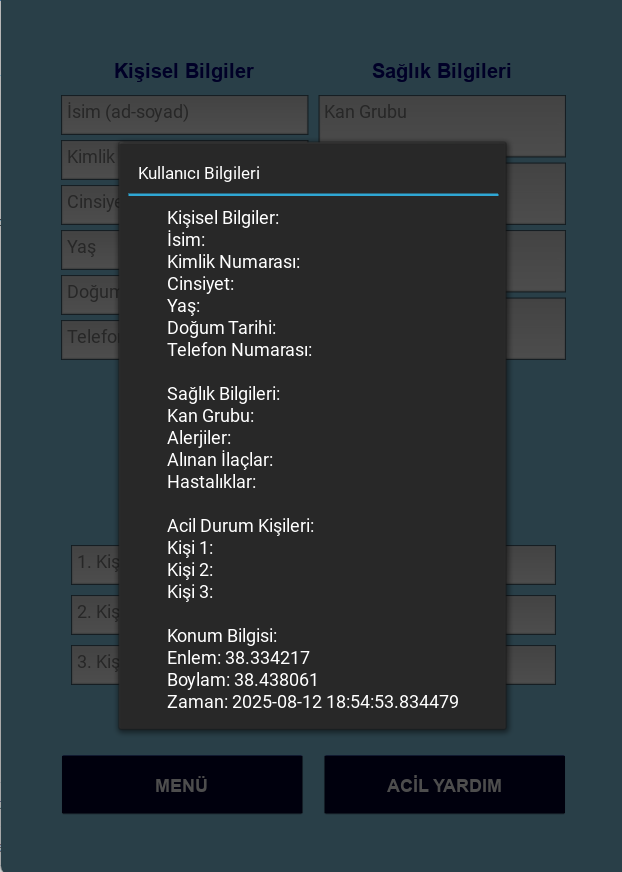 Kişisel Bilgiler
Sağlık Bilgileri
İsim (ad-soyad)
Kan Grubu
Kimlik
Cinsiye
Yaş
Doğum
Telefo
Kullanıcı Bilgileri
Kişisel Bilgiler:
İsim:
Kimlik Numarası:
Cinsiyet:
Yaş:
Doğum Tarihi:
Telefon Numarası:
Sağlık Bilgileri:
Kan Grubu:
Alerjiler:
Alınan İlaçlar:
Hastalıklar:
Acil Durum Kişileri:
Kişi 1:
Kişi 2:
Kişi 3:
Konum Bilgisi:
Enlem: 38.334217
Boylam: 38.438061
Zaman: 2025-08-12 18:54:53.834479
1. Kiş
2. Kiş
3. Kiş
MENÜ
ACİL YARDIM